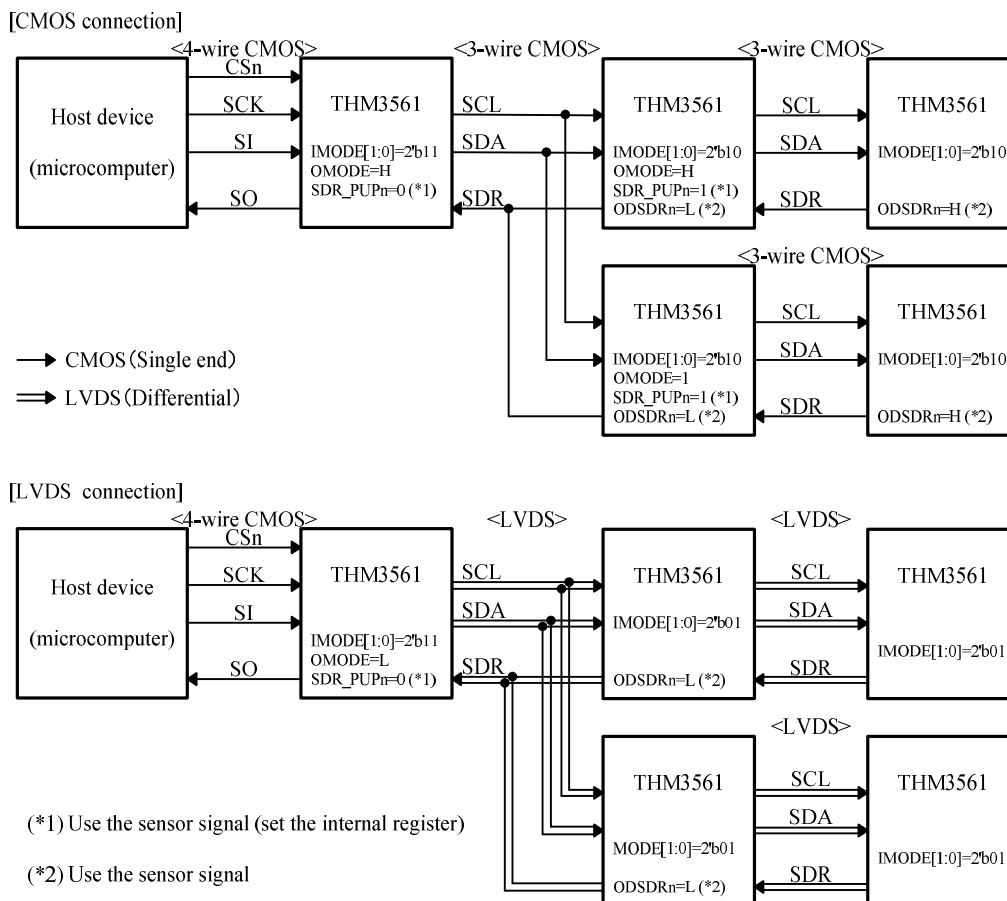 [CMOS connection]
<4-wire CMOS>
<3-wire CMOS>
<3-wire CMOS>
Host device
(microcomputer)
CSn
SCK
SI
SO
THM3561
IMODE[1:0]=2'b11
OMODE=H
SDR_PUPn=0 (*1)
SCL
SDA
SDR
THM3561
IMODE[1:0]=2'b10
OMODE=H
SDR_PUPn=1 (*1)
ODSDRn=L (*2)
SCL
SDA
SDR
THM3561
IMODE[1:0]=2'b10
ODSDRn=H (*2)
<3-wire CMOS>
THM3561
IMODE[1:0]=2'b10
OMODE=1
SDR_PUPn=1 (*1)
ODSDRn=L (*2)
SCL
SDA
SDR
THM3561
IMODE[1:0]=2'b10
ODSDRn=H (*2)
CMOS (Single end)
LVDS (Differential)
[LVDS connection]
<4-wire CMOS>
<LVDS>
<LVDS>
Host device
(microcomputer)
CSn
SCK
SI
SO
THM3561
IMODE[1:0]=2'b11
OMODE=L
SDR_PUPn=0 (*1)
SCL
SDA
SDR
THM3561
IMODE[1:0]=2'b01
ODSDRn=L (*2)
SCL
SDA
SDR
THM3561
IMODE[1:0]=2'b01
<LVDS>
THM3561
MODE[1:0]=2'b01
ODSDRn=L (*2)
SCL
SDA
SDR
THM3561
IMODE[1:0]=2'b01
(*1) Use the sensor signal (set the internal register)
(*2) Use the sensor signal